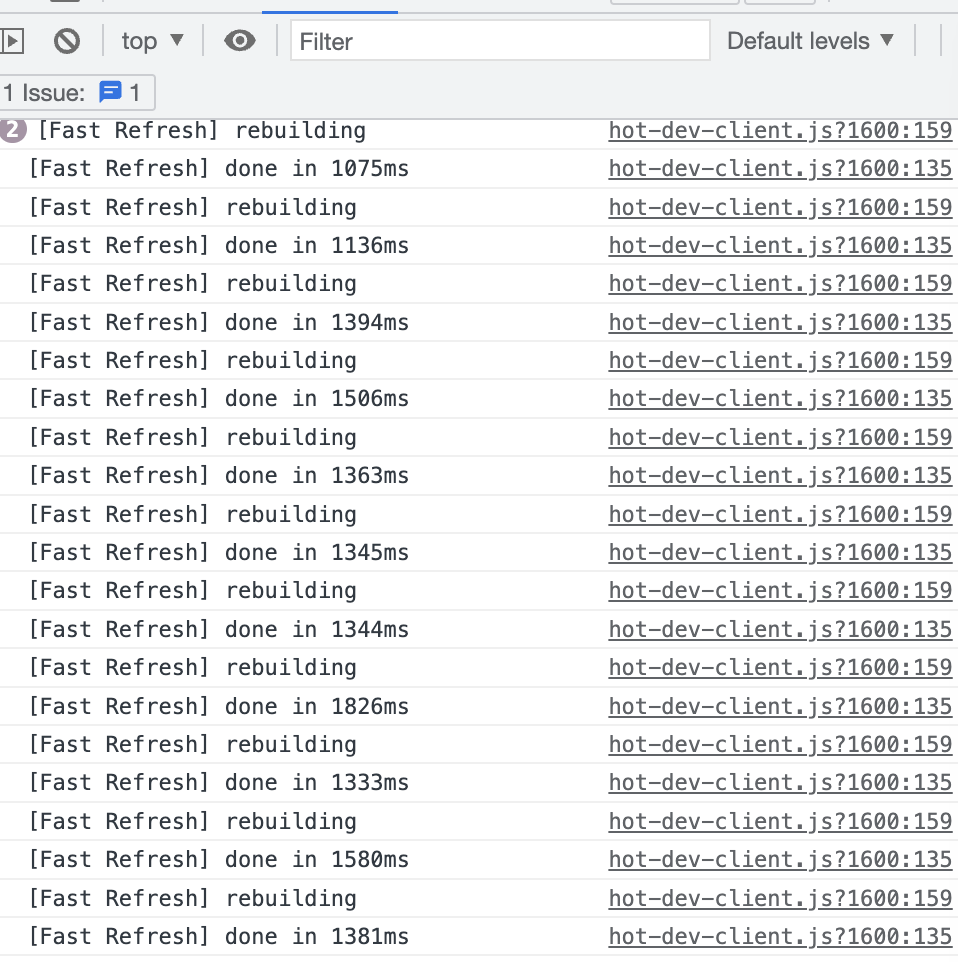 top ▼ Filter Default levels ▼
1 Issue: 1
2 [Fast Refresh] rebuilding hot-dev-client.js?1600:159
[Fast Refresh] done in 1075ms hot-dev-client.js?1600:135
[Fast Refresh] rebuilding hot-dev-client.js?1600:159
[Fast Refresh] done in 1136ms hot-dev-client.js?1600:135
[Fast Refresh] rebuilding hot-dev-client.js?1600:159
[Fast Refresh] done in 1394ms hot-dev-client.js?1600:135
[Fast Refresh] rebuilding hot-dev-client.js?1600:159
[Fast Refresh] done in 1506ms hot-dev-client.js?1600:135
[Fast Refresh] rebuilding hot-dev-client.js?1600:159
[Fast Refresh] done in 1363ms hot-dev-client.js?1600:135
[Fast Refresh] rebuilding hot-dev-client.js?1600:159
[Fast Refresh] done in 1345ms hot-dev-client.js?1600:135
[Fast Refresh] rebuilding hot-dev-client.js?1600:159
[Fast Refresh] done in 1344ms hot-dev-client.js?1600:135
[Fast Refresh] rebuilding hot-dev-client.js?1600:159
[Fast Refresh] done in 1826ms hot-dev-client.js?1600:135
[Fast Refresh] rebuilding hot-dev-client.js?1600:159
[Fast Refresh] done in 1333ms hot-dev-client.js?1600:135
[Fast Refresh] rebuilding hot-dev-client.js?1600:159
[Fast Refresh] done in 1580ms hot-dev-client.js?1600:135
[Fast Refresh] rebuilding hot-dev-client.js?1600:159
[Fast Refresh] done in 1381ms hot-dev-client.js?1600:135